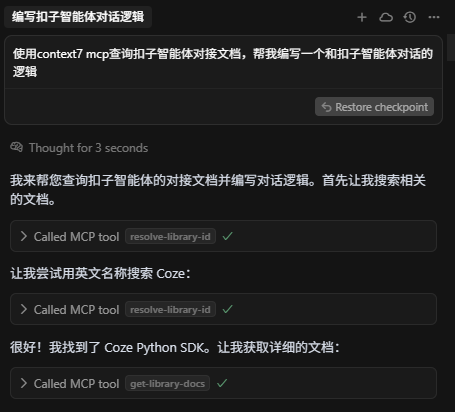 编写扣子智能体对话逻辑
使用context7 mcp查询扣子智能体对接文档，帮我编写一个和扣子智能体对话的
逻辑
Restore checkpoint
Thought for 3 seconds
我来帮您查询扣子智能体的对接文档并编写对话逻辑。首先让我搜索相关
的文档。
Called MCP tool resolve-library-id
让我尝试用英文名称搜索 Coze：
Called MCP tool resolve-library-id
很好！我找到了 Coze Python SDK。让我获取详细的文档：
Called MCP tool get-library-docs